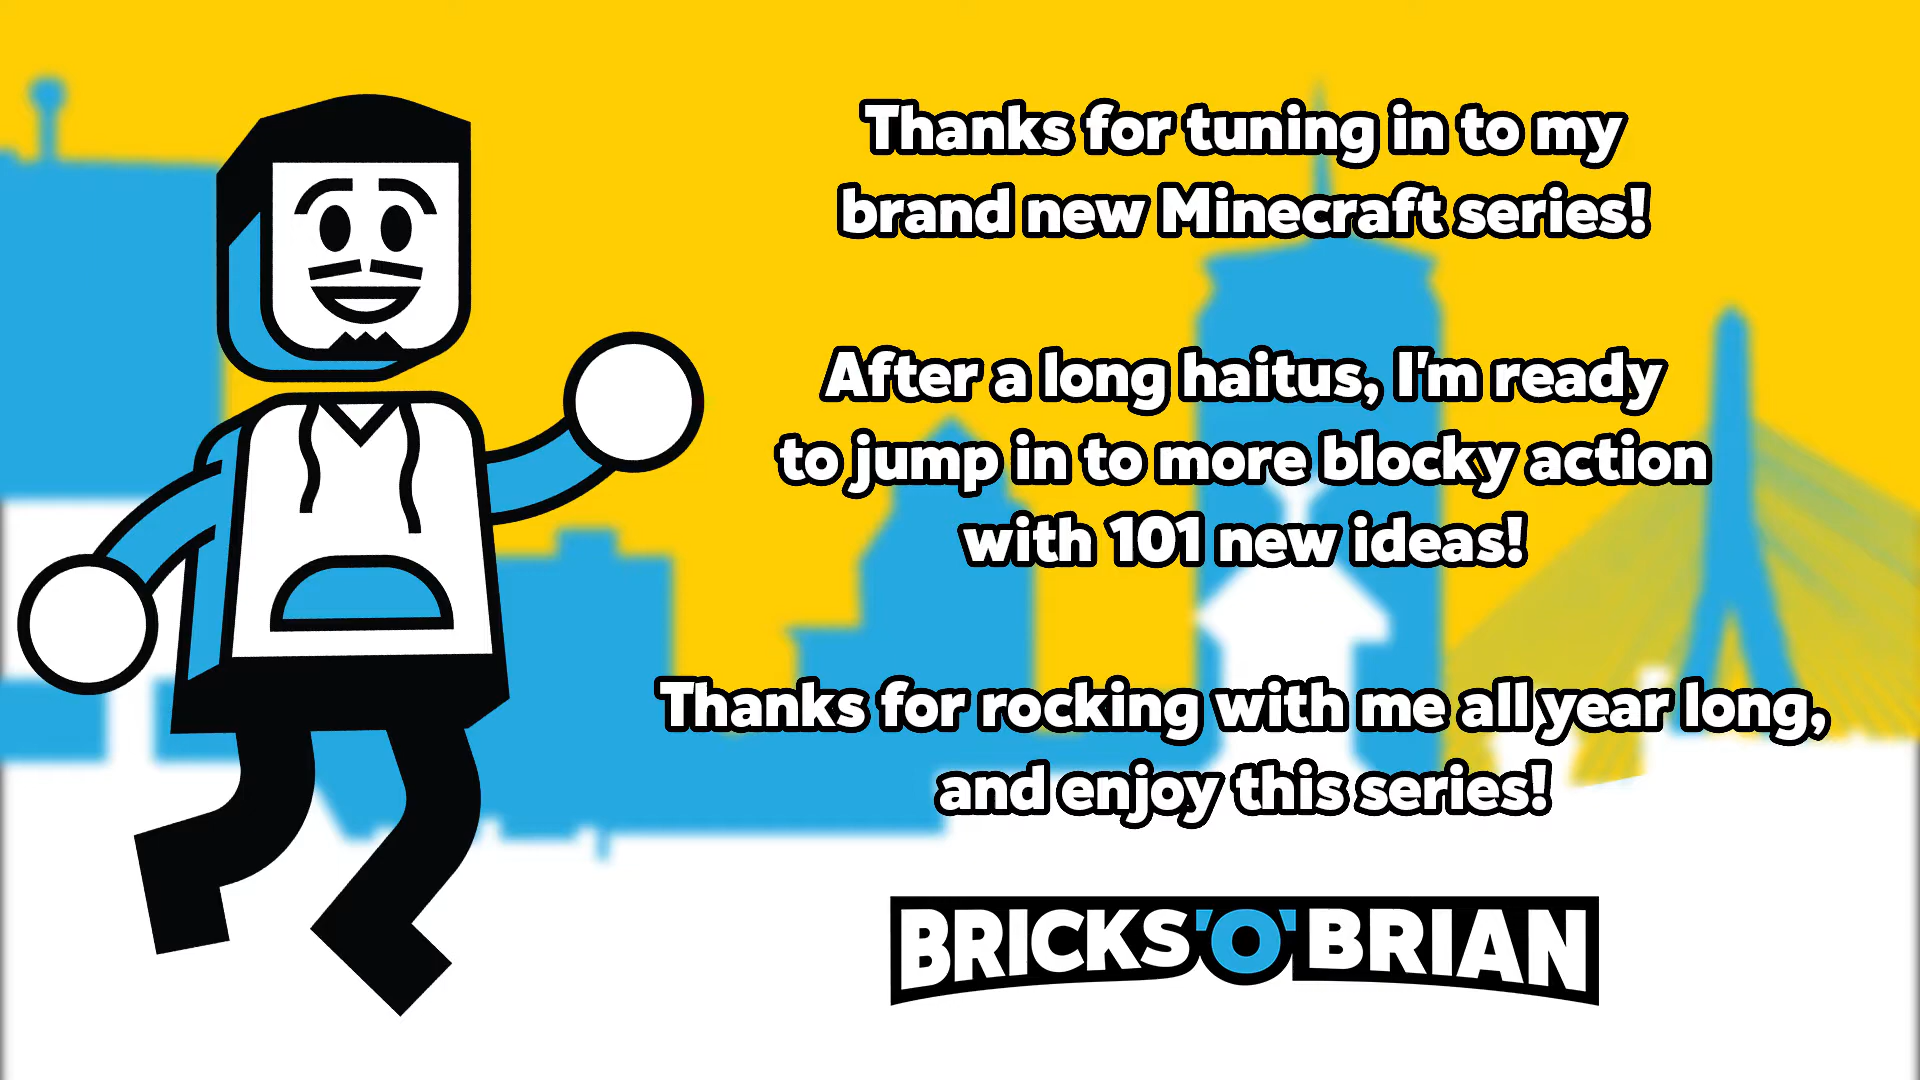 Thanks for tuning in to my
brand new Minecraft series!
After a long haitus, I'm ready
to jump in to more blocky action
with 101 new ideas!
Thanks for rocking with me all year long,
and enjoy this series!
BRICKS'O'BRIAN